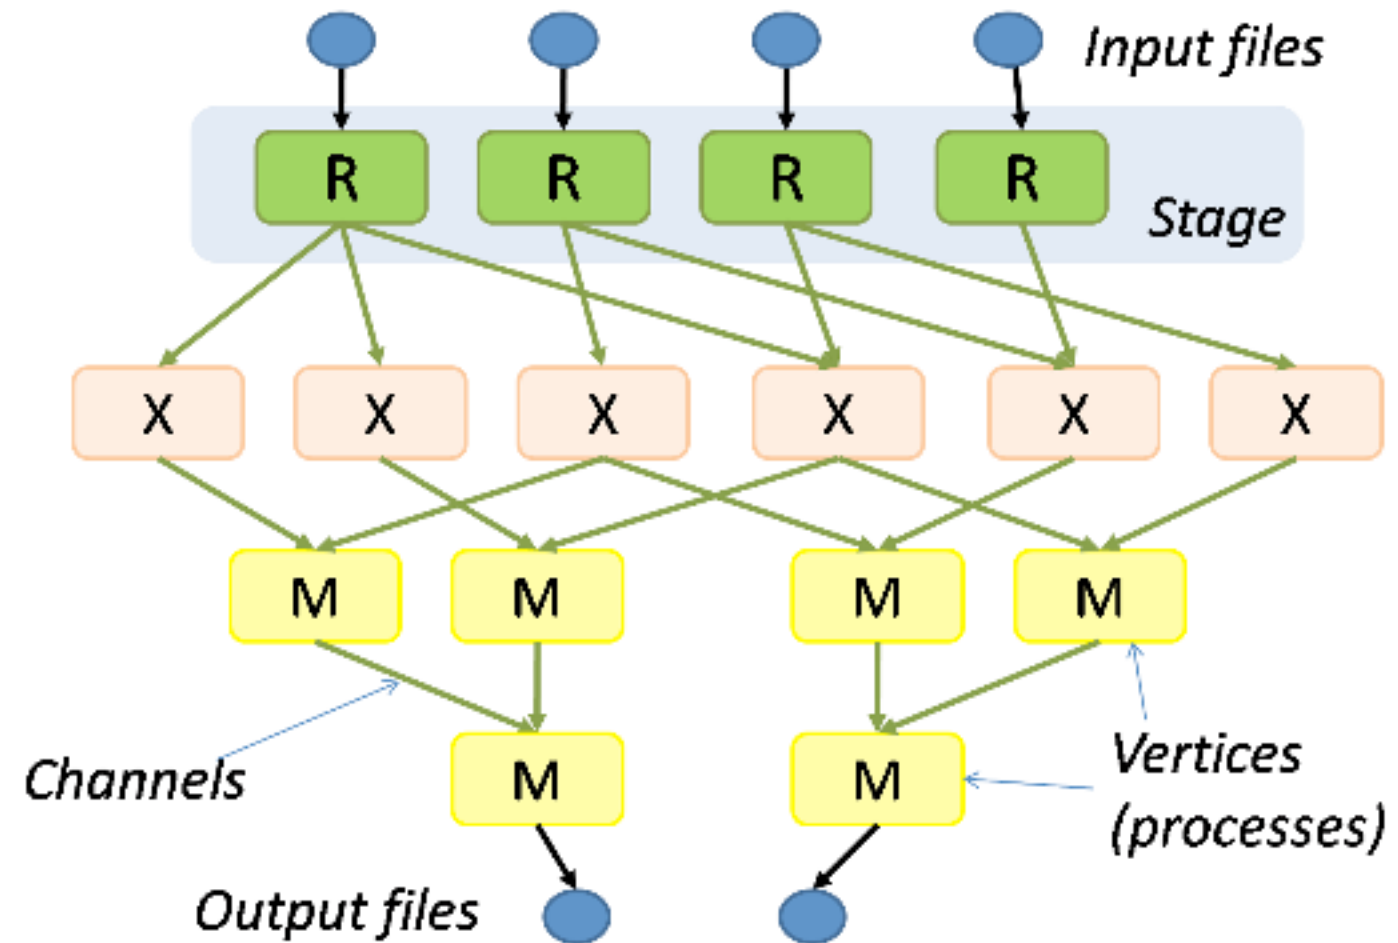 Input files
R R R R
Stage
X X X X X X
M M M M
Channels
Vertices
(processes)
M M
Output files